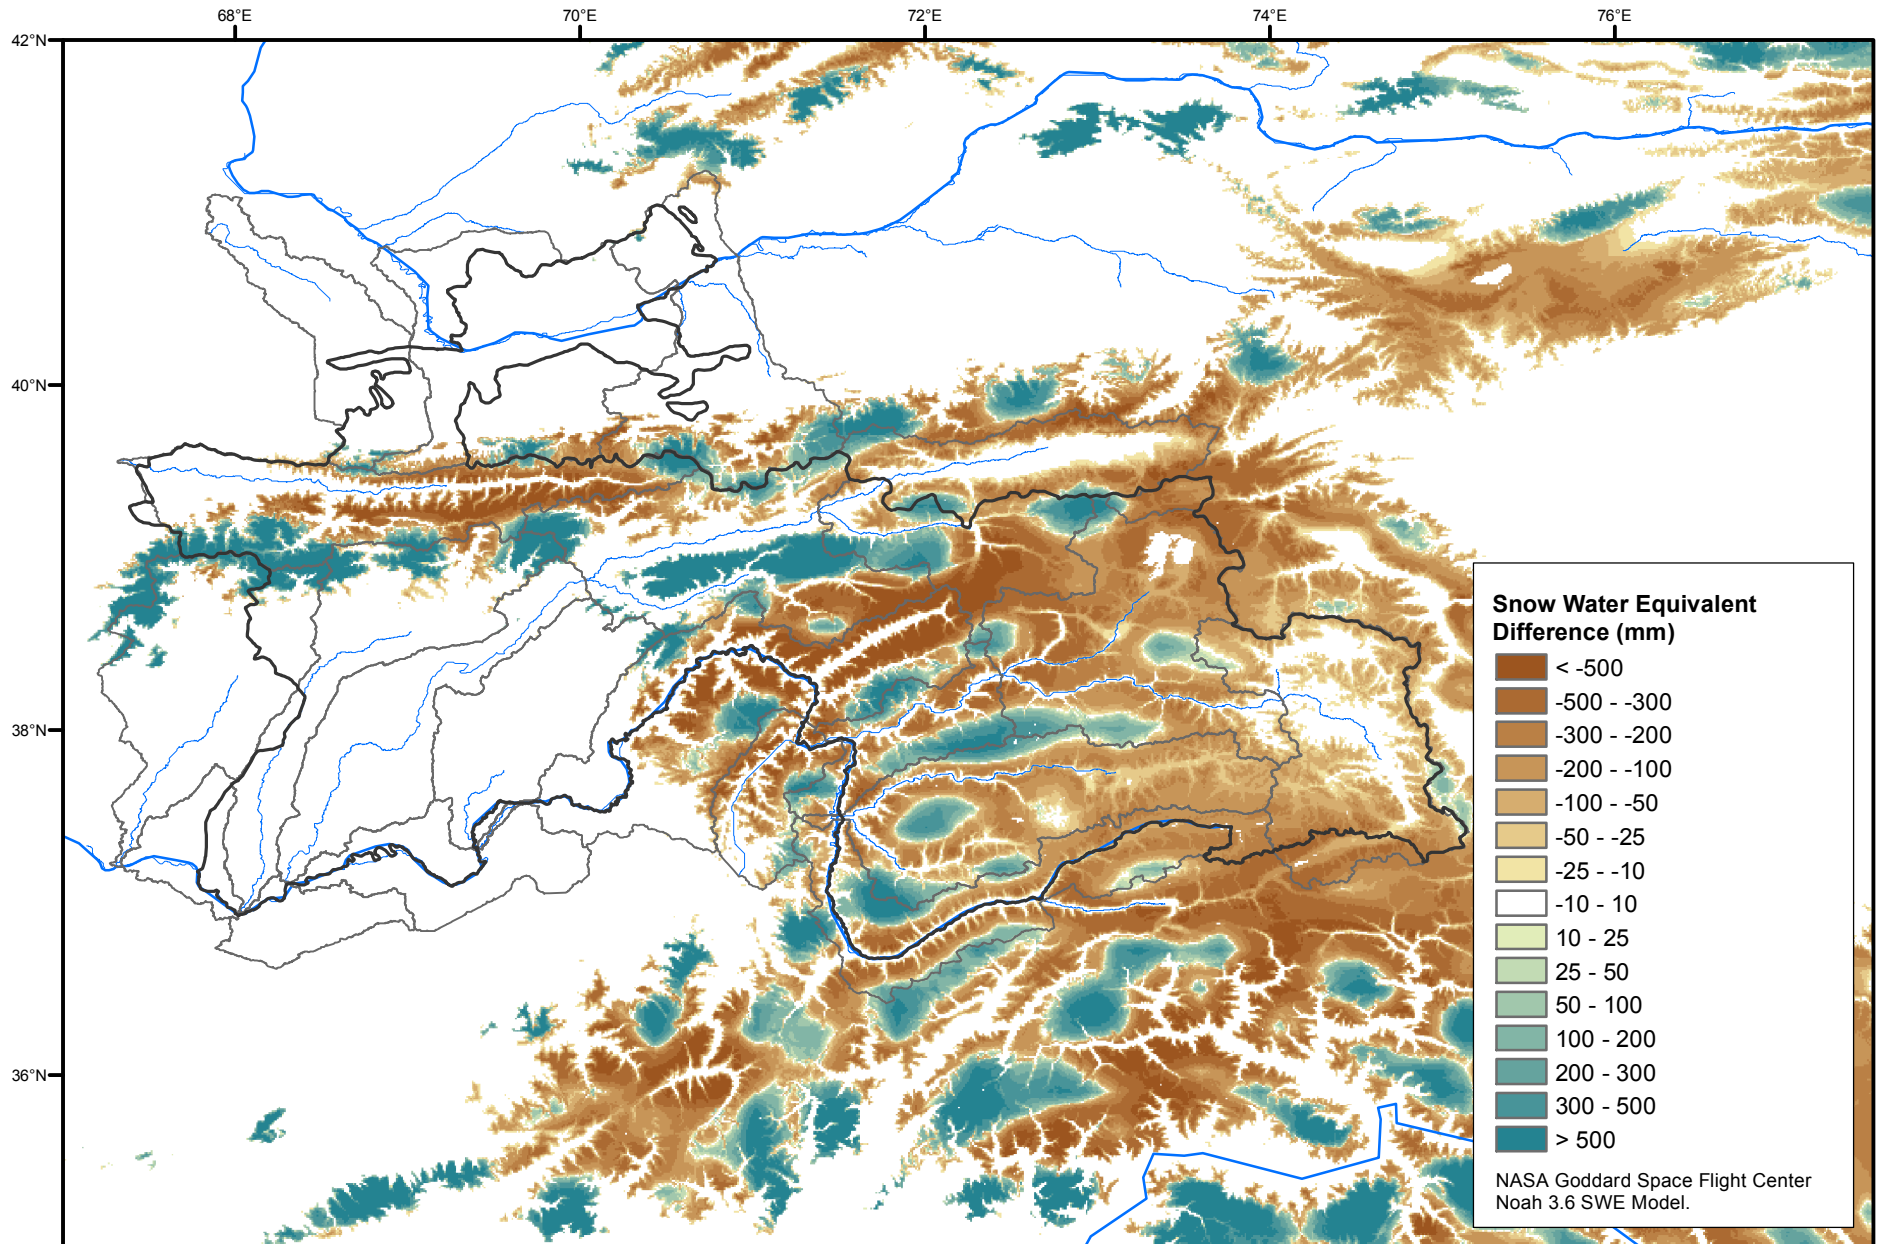 68°E 70°E 72°E 74°E 76°E
42°N
40°N
38°N
36°N
Snow Water Equivalent
Difference (mm)
< -500
-500 - -300
-300 - -200
-200 - -100
-100 - -50
-50 - -25
-25 - -10
-10 - 10
10 - 25
25 - 50
50 - 100
100 - 200
200 - 300
300 - 500
> 500
NASA Goddard Space Flight Center
Noah 3.6 SWE Model.